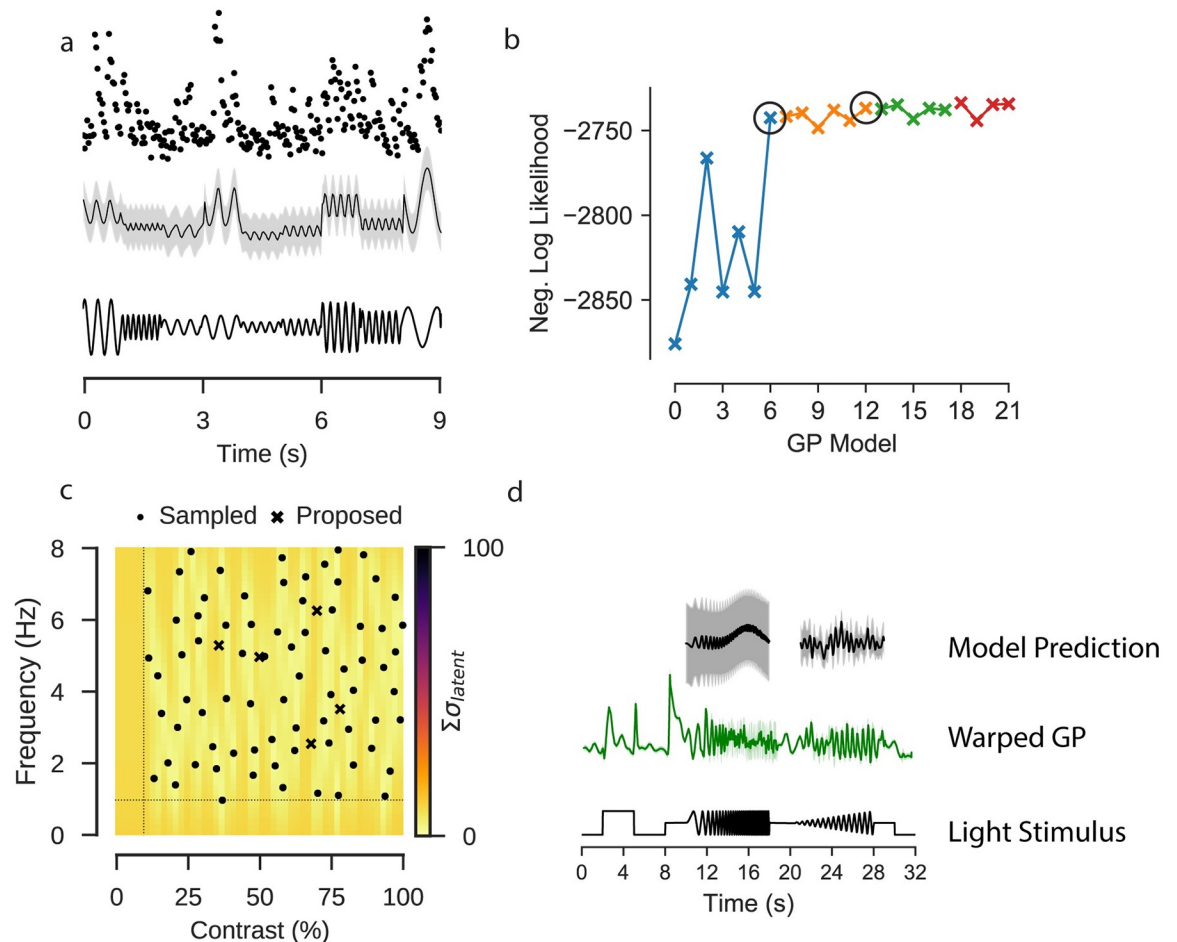 a
0 3 6 9
Time (s)
b
Neg. Log Likelihood
−2750
−2800
−2850
0 3 6 9 12 15 18 21
GP Model
c
Sampled Proposed
Frequency (Hz)
8
6
4
2
0
0 25 50 75 100
Contrast (%)
100
0
Σσlatent
d
Model Prediction
Warped GP
Light Stimulus
0 4 8 12 16 20 24 28 32
Time (s)